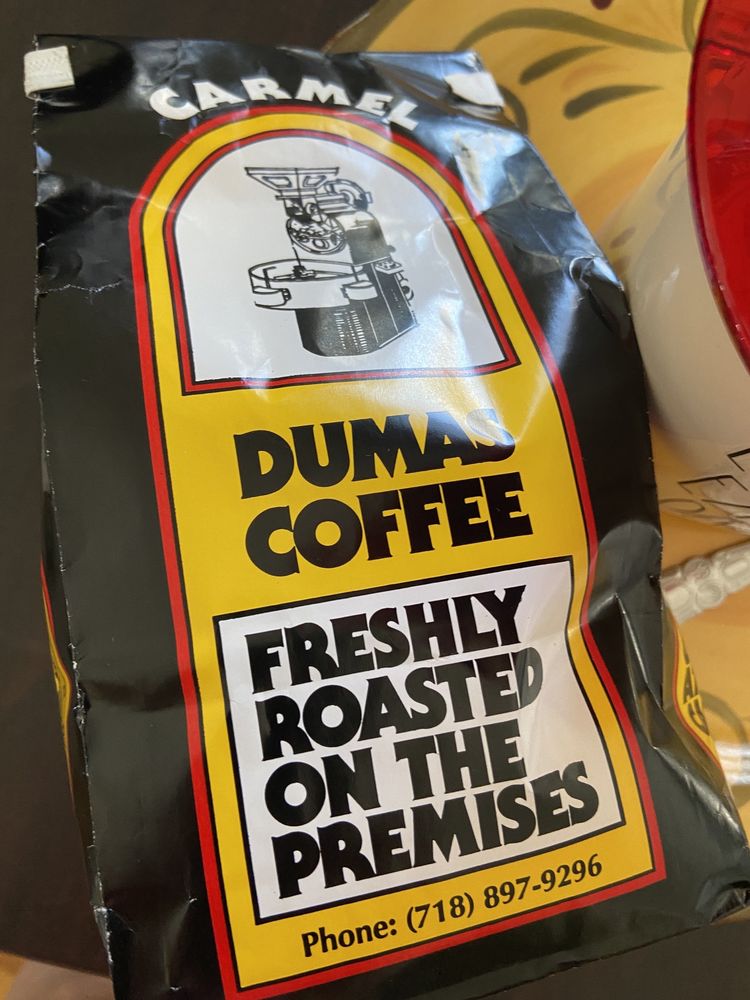 CARMEL
DUMAS
COFFEE
FRESHLY
ROASTED
ON THE
PREMISES
Phone: (718) 897-9296